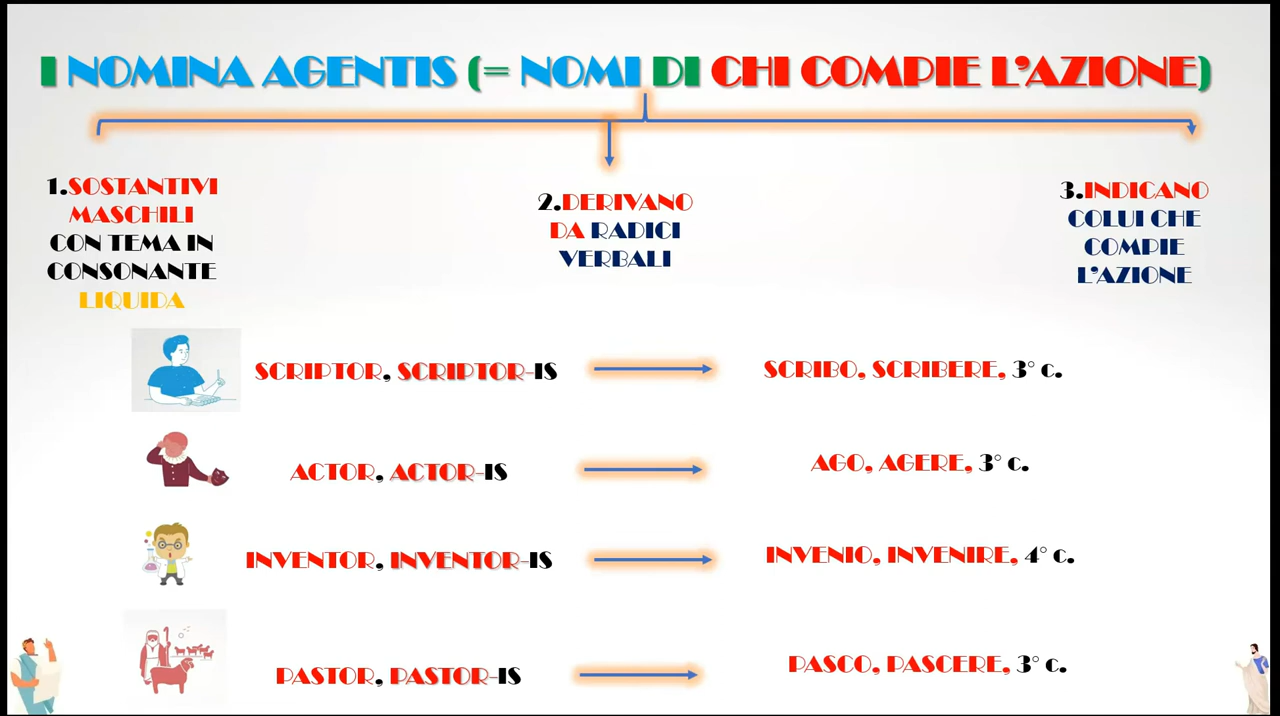 I NOMINA AGENTIS (= NOMI DI CHI COMPIE L'AZIONE)
1.SOSTANTIVI
MASCHILI
CON TEMA IN
CONSONANTE
LIQUIDA
2.DERIVANO
DA RADICI
VERBALI
3.INDICANO
COLUI CHE
COMPIE
L'AZIONE
SCRIPTOR, SCRIPTOR-IS
SCRIBO, SCRIBERE, 3° c.
ACTOR, ACTOR-IS
AGO, AGERE, 3° c.
INVENTOR, INVENTOR-IS
INVENIO, INVENIRE, 4° c.
PASTOR, PASTOR-IS
PASCO, PASCERE, 3° c.